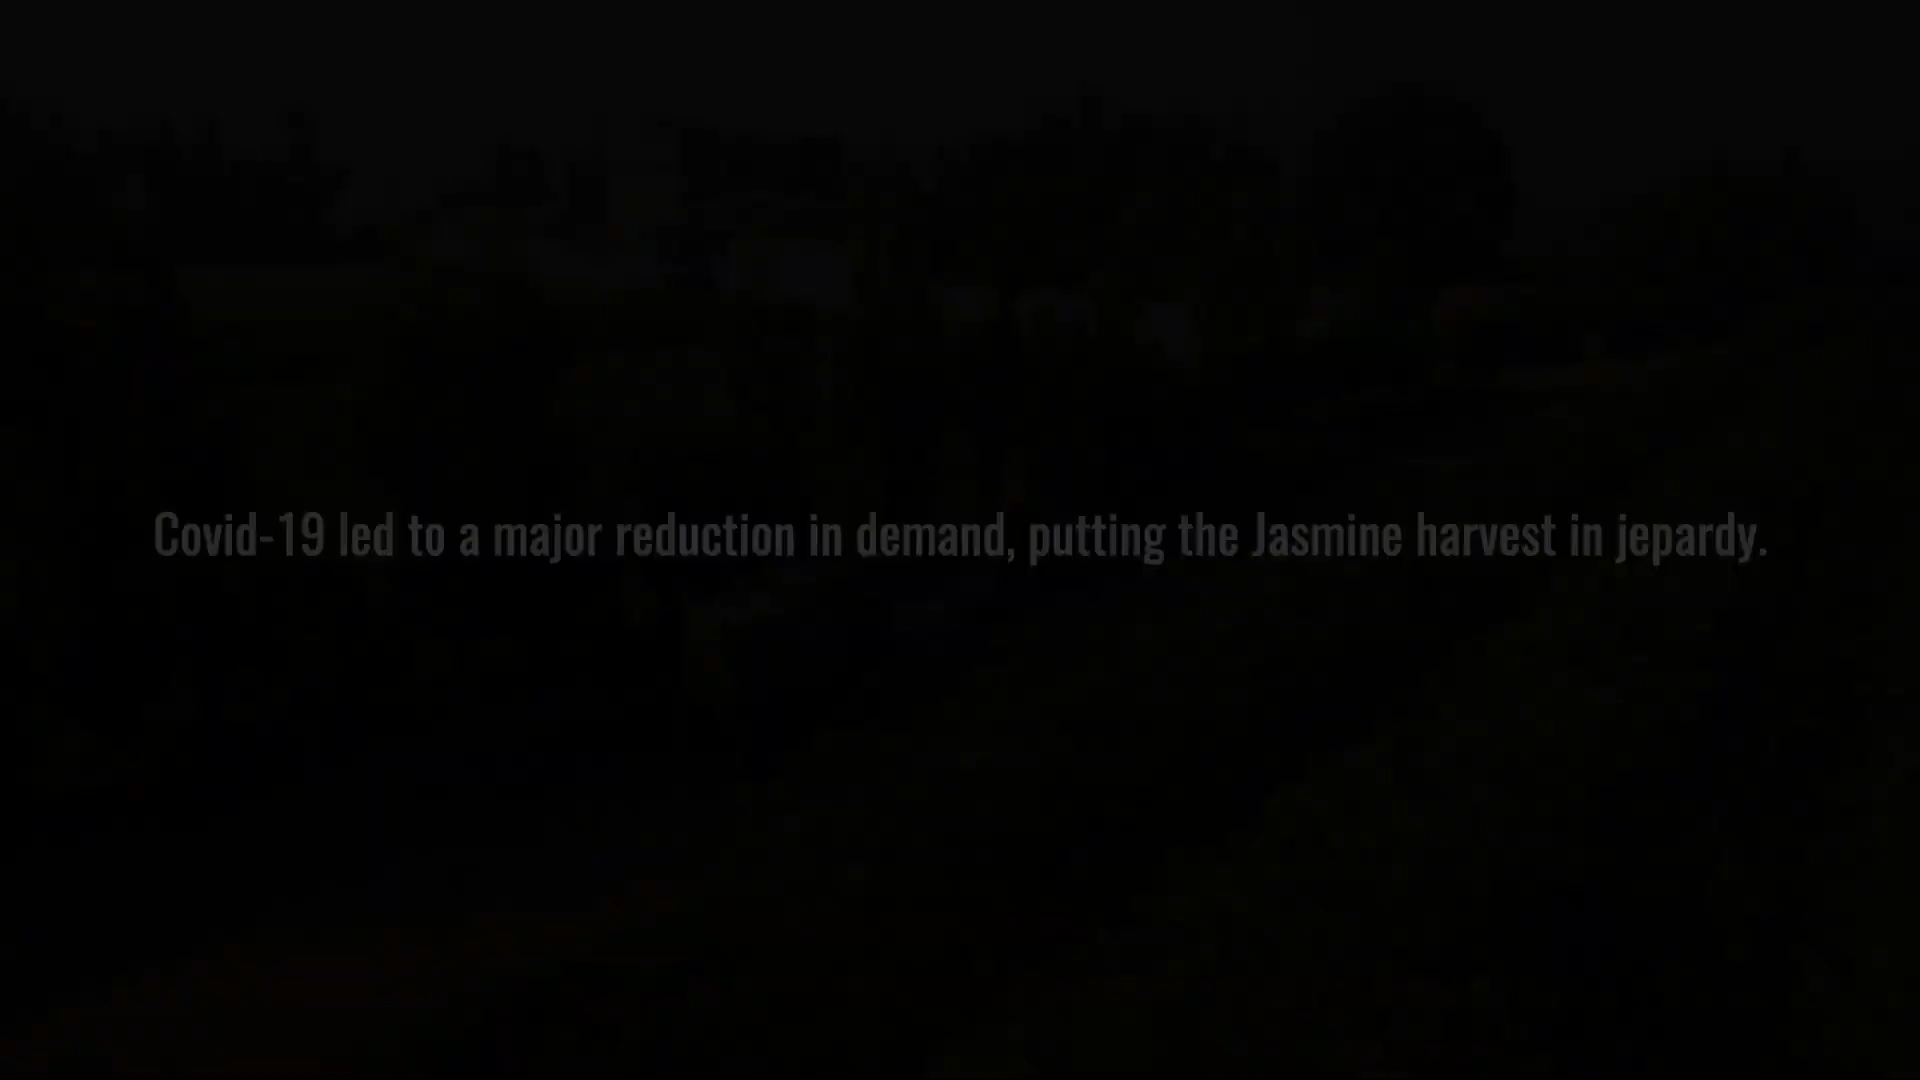 Covid-19 led to a major reduction in demand, putting the Jasmine harvest in jepardy.